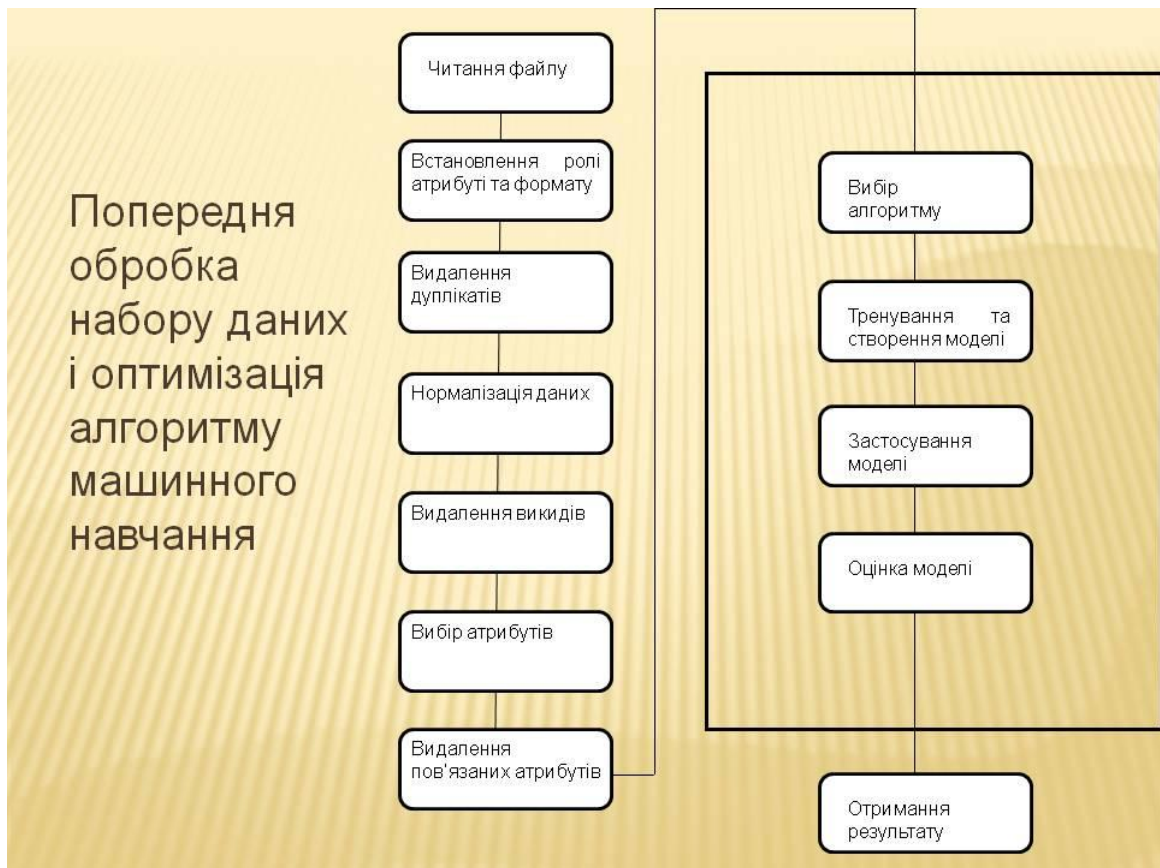 Попередня
обробка
набору даних
і оптимізація
алгоритму
машинного
навчання
Читання файлу
Встановлення ролі
атрибуті та формату
Видалення
дуплікатів
Нормалізація даних
Видалення викидів
Вибір атрибутів
Видалення
пов'язаних атрибутів
Вибір
алгоритму
Тренування та
створення моделі
Застосування
моделі
Оцінка моделі
Отримання
результату